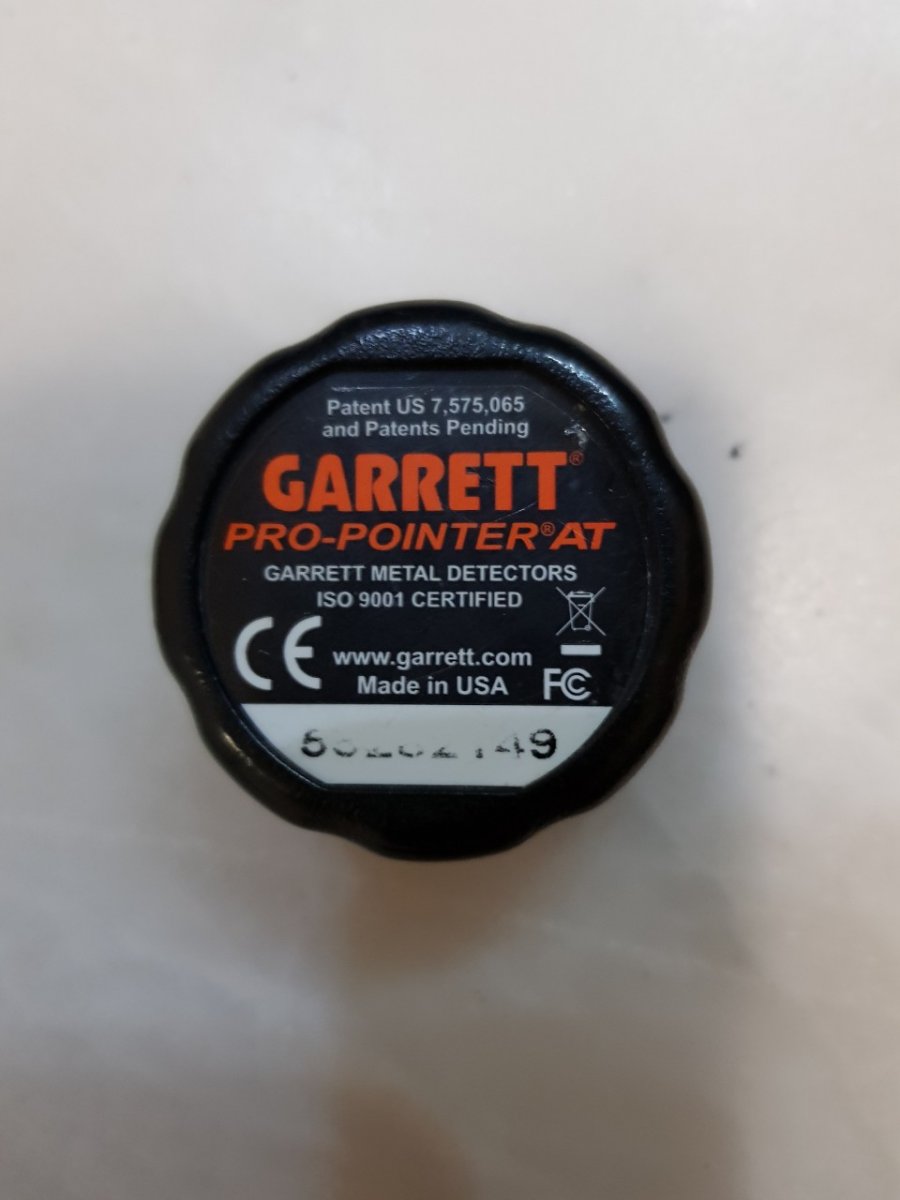 Patent US 7,575,065
and Patents Pending
GARRETT®
PRO-POINTER® AT
GARRETT METAL DETECTORS
ISO 9001 CERTIFIED
CE
www.garrett.com
Made in USA
FC